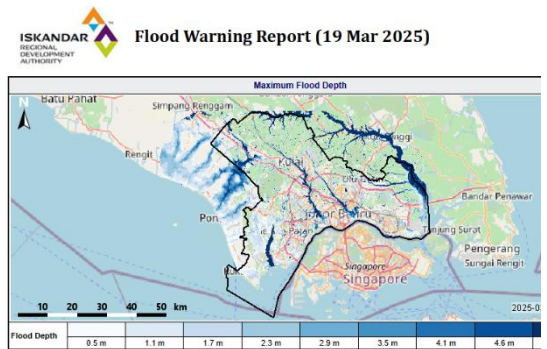 ISKANDAR
REGIONAL
DEVELOPMENT
AUTHORITY
Flood Warning Report (19 Mar 2025)
Maximum Flood Depth
N
Batu Pahat
Simpang Renggam
Rengit
Kulai
Pon
Bandar Penawar
Tanjung Surat
Pengerang
Sungai Rengit
Singapore
Singapore
10 20 30 40 50 km
2025-0
Flood Depth
0.5 m 1.1 m 1.7 m 2.3 m 2.9 m 3.5 m 4.1 m 4.6 m